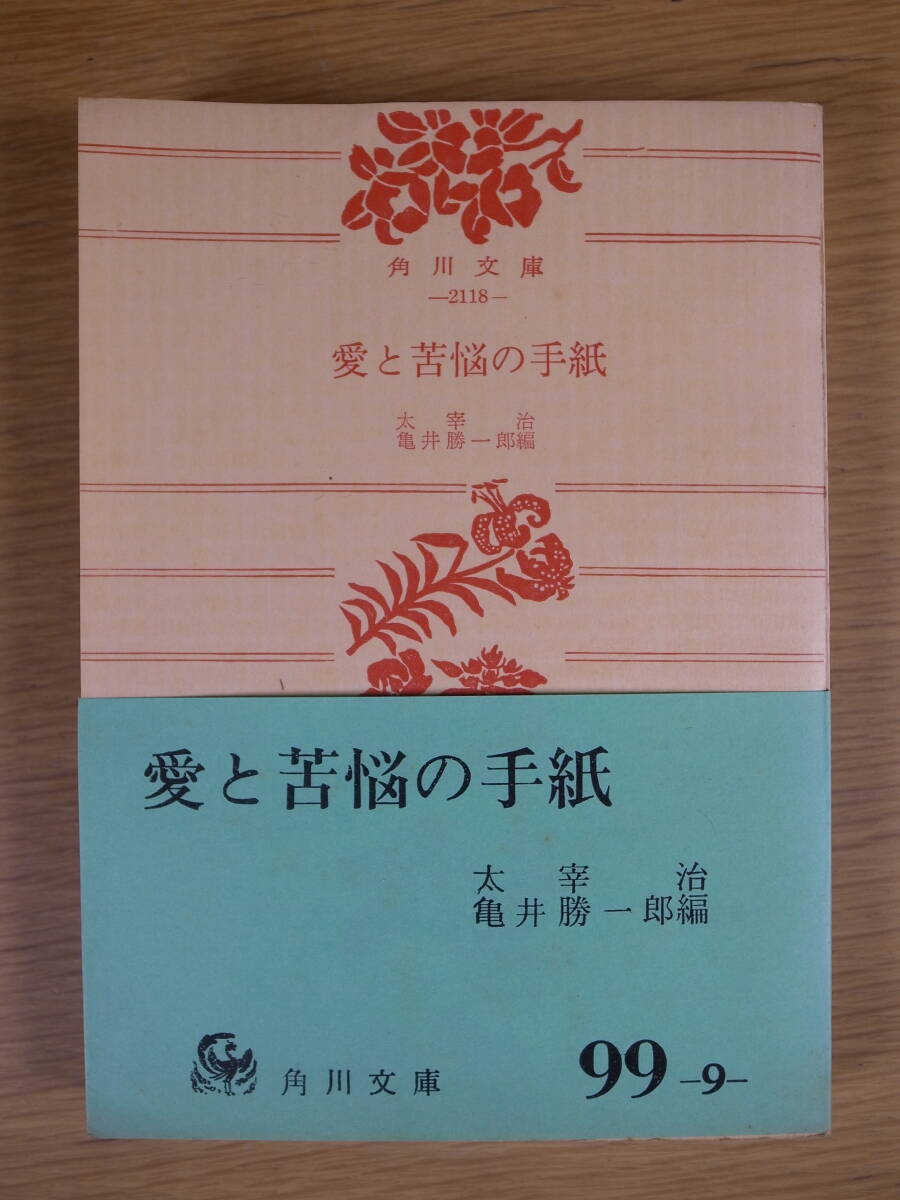 角川文庫
—2118—
愛と苦悩の手紙
太宰治
亀井勝一郎編
愛と苦悩の手紙
太宰治
亀井勝一郎編
角川文庫
99 -9-